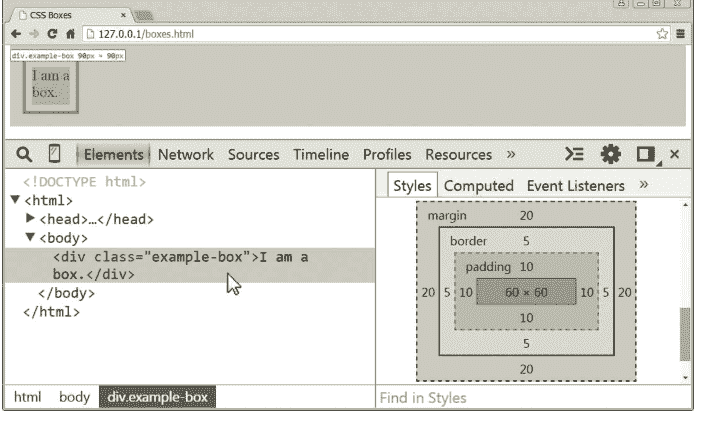 CSS Boxes ×
127.0.0.1/boxes.html
div.example-box 90px × 90px
I am a
box.
Elements Network Sources Timeline Profiles Resources »
<!DOCTYPE html>
<html>
<head>…</head>
<body>
<div class="example-box">I am a
box.</div>
</body>
</html>
html body div.example-box
Styles Computed Event Listeners »
margin 20
border 5
padding 10
20 5 10 60 × 60 10 5 20
10
5
20
Find in Styles